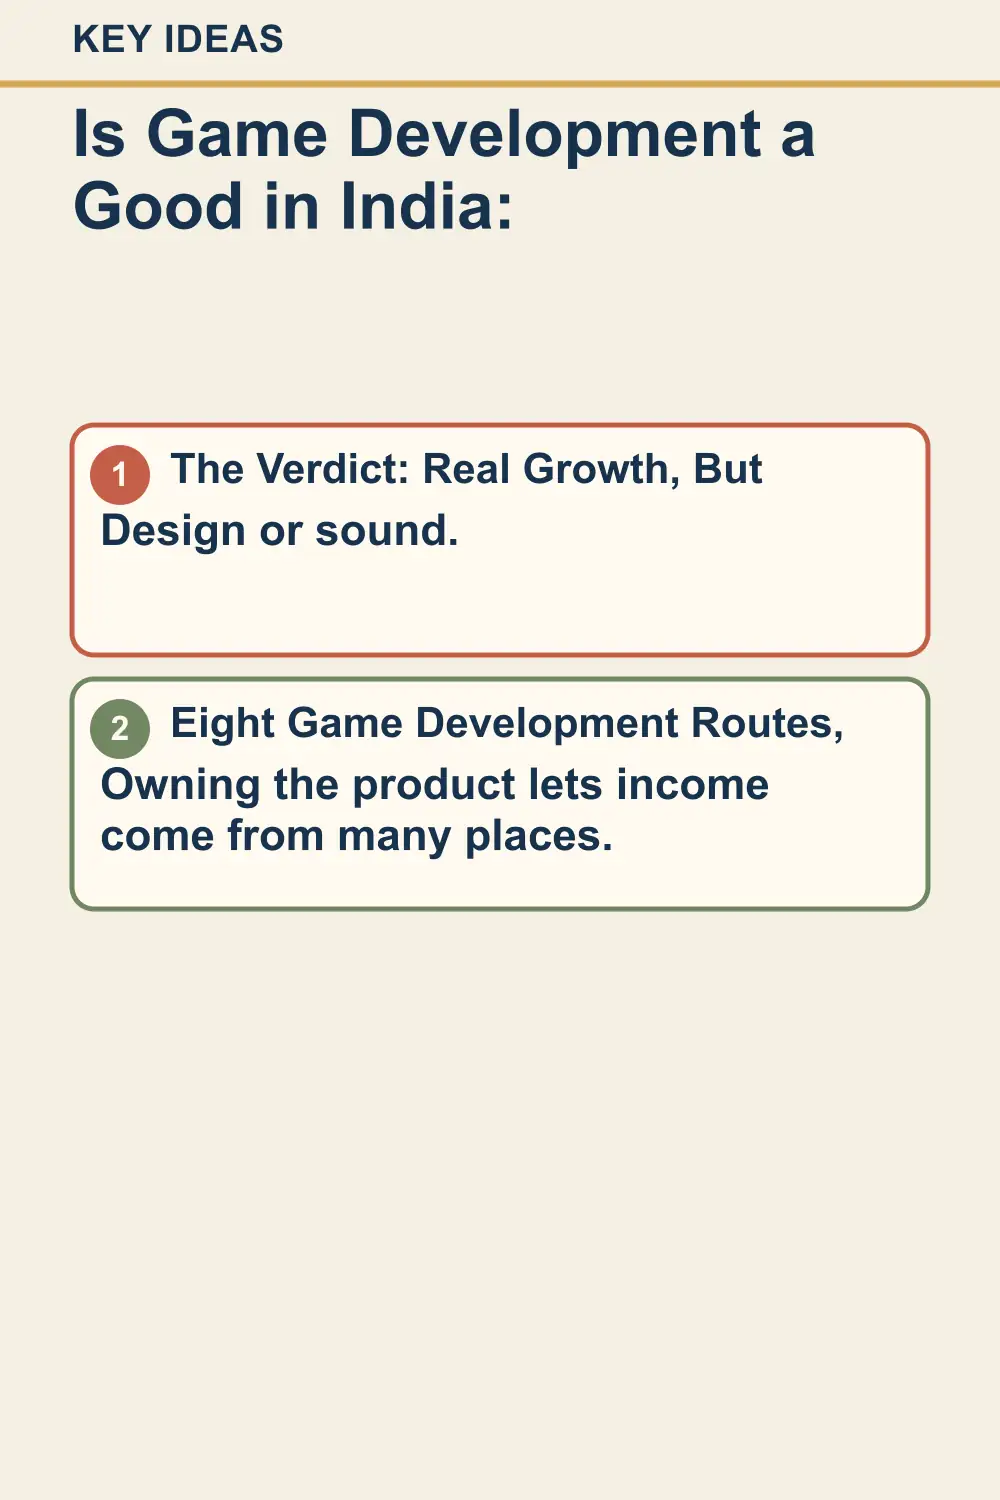 KEY IDEAS
Is Game Development a
Good in India:
1 The Verdict: Real Growth, But
Design or sound.
2 Eight Game Development Routes,
Owning the product lets income
come from many places.